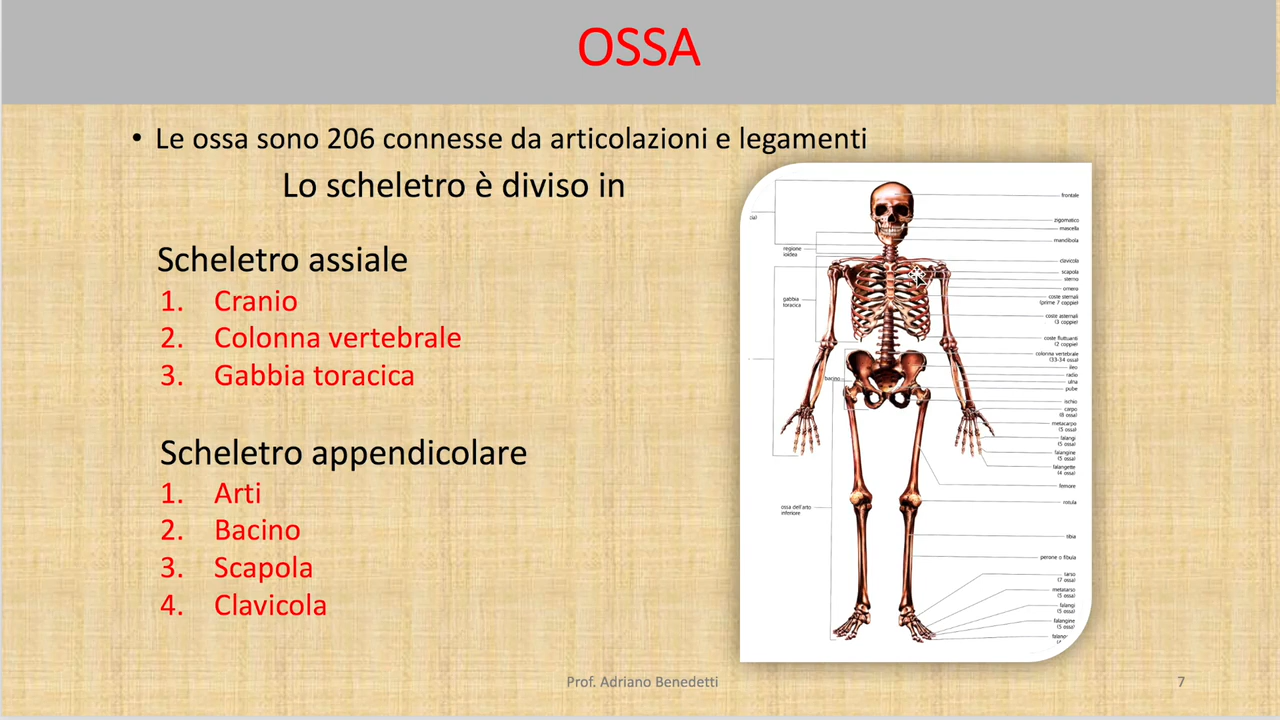 OSSA
• Le ossa sono 206 connesse da articolazioni e legamenti
Lo scheletro è diviso in
Scheletro assiale
1. Cranio
2. Colonna vertebrale
3. Gabbia toracica
Scheletro appendicolare
1. Arti
2. Bacino
3. Scapola
4. Clavicola
regione
ioidea
gabbia
toracica
bacino
ossa dell'arto
inferiore
frontale
zigomatico
mascella
mandibola
clavicola
scapola
sterno
omero
coste sternali
(prime 7 coppie)
coste asternali
(3 coppie)
coste fluttuanti
(2 coppie)
colonna vertebrale
(33-34 ossa)
ileo
radio
ulna
pube
ischio
carpo
(8 ossa)
metacarpo
(5 ossa)
falangi
(5 ossa)
falangine
(5 ossa)
falangette
(4 ossa)
femore
rotula
tibia
perone o fibula
tarso
(7 ossa)
metatarso
(5 ossa)
falangi
(5 ossa)
falangine
(5 ossa)
Prof. Adriano Benedetti
7